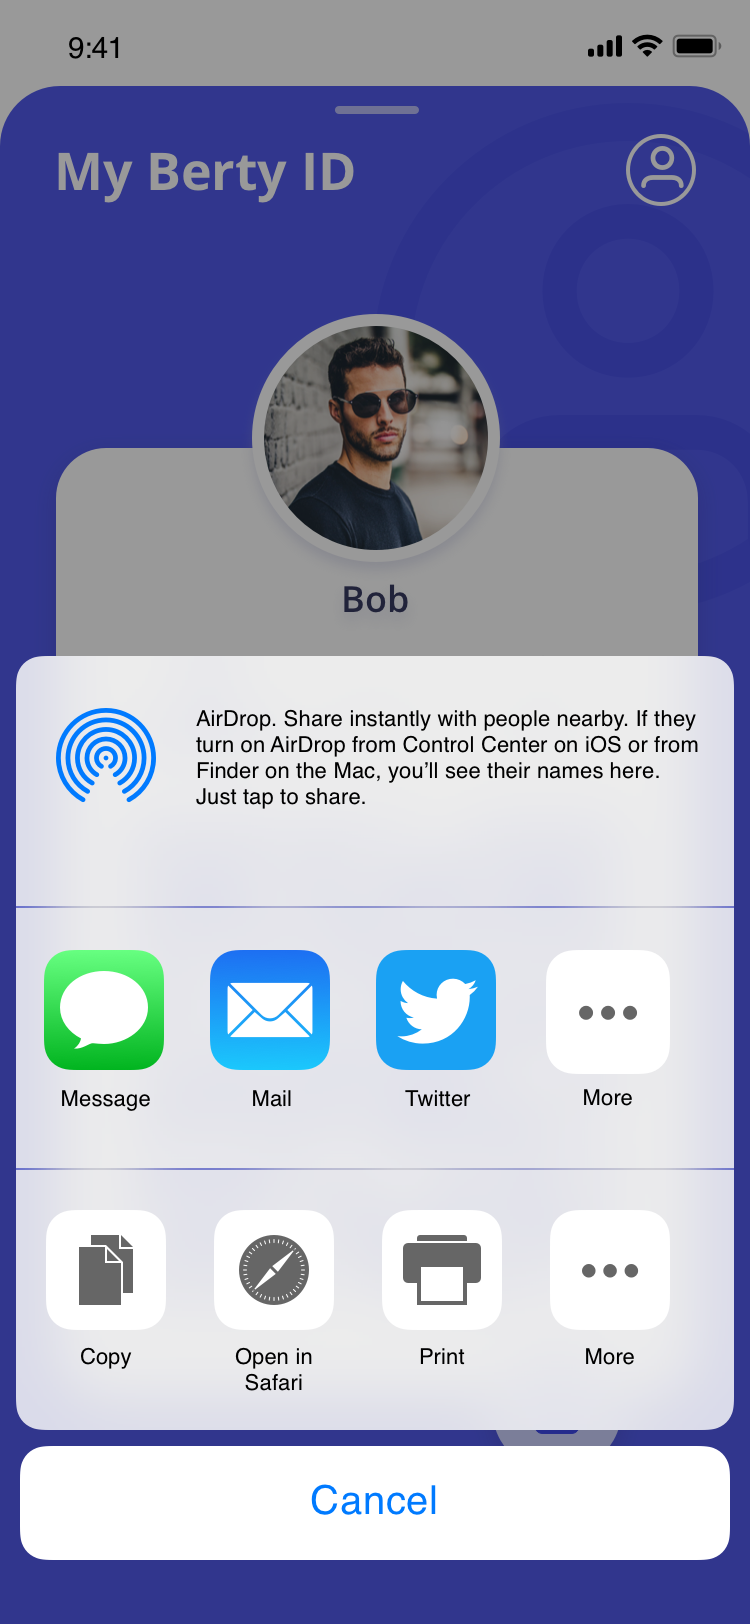 9:41
My Berty ID
Bob
AirDrop. Share instantly with people nearby. If they
turn on AirDrop from Control Center on iOS or from
Finder on the Mac, you’ll see their names here.
Just tap to share.
Message
Mail
Twitter
More
Copy
Open in
Safari
Print
More
Cancel